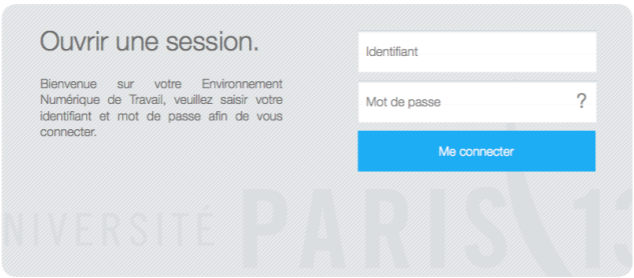 Ouvrir une session.
Bienvenue sur votre Environnement
Numérique de Travail, veuillez saisir votre
identifiant et mot de passe afin de vous
connecter.
Identifiant
Mot de passe ?
Me connecter
NIVERSITÉ PARIS 13